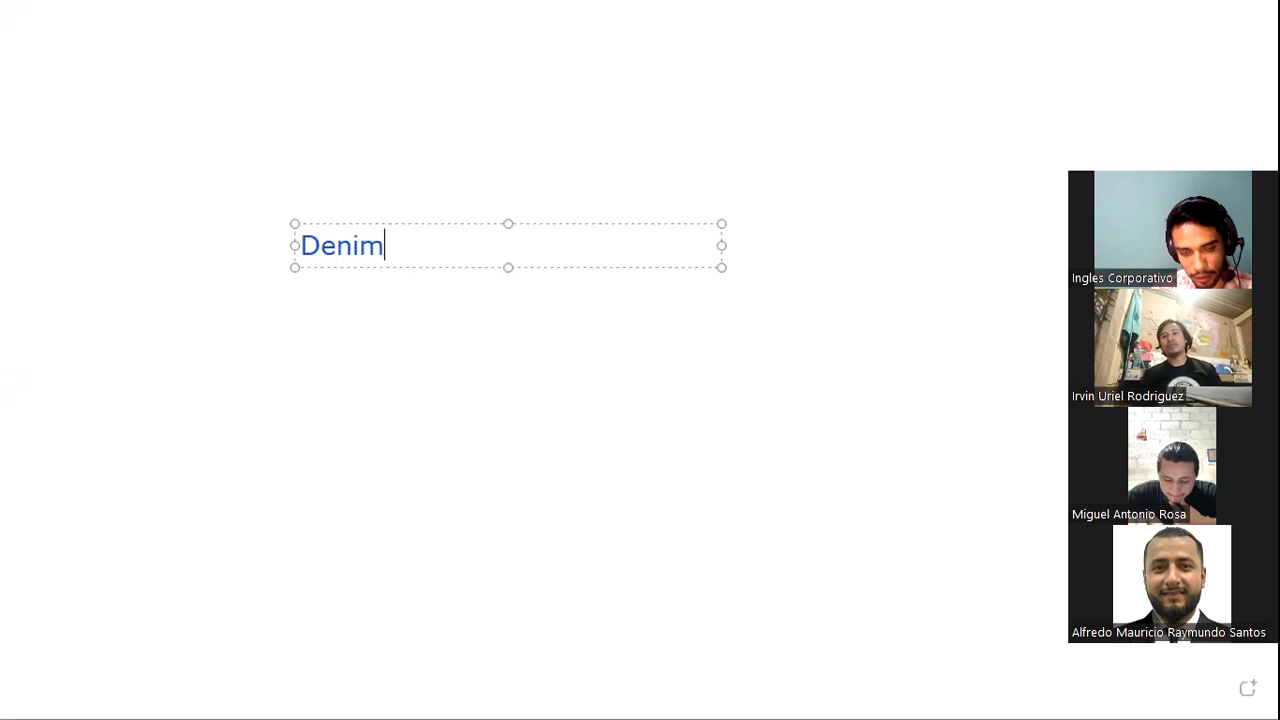 Denim
Ingles Corporativo
Irvin Uriel Rodriguez
Miguel Antonio Rosa
Alfredo Mauricio Raymundo Santos